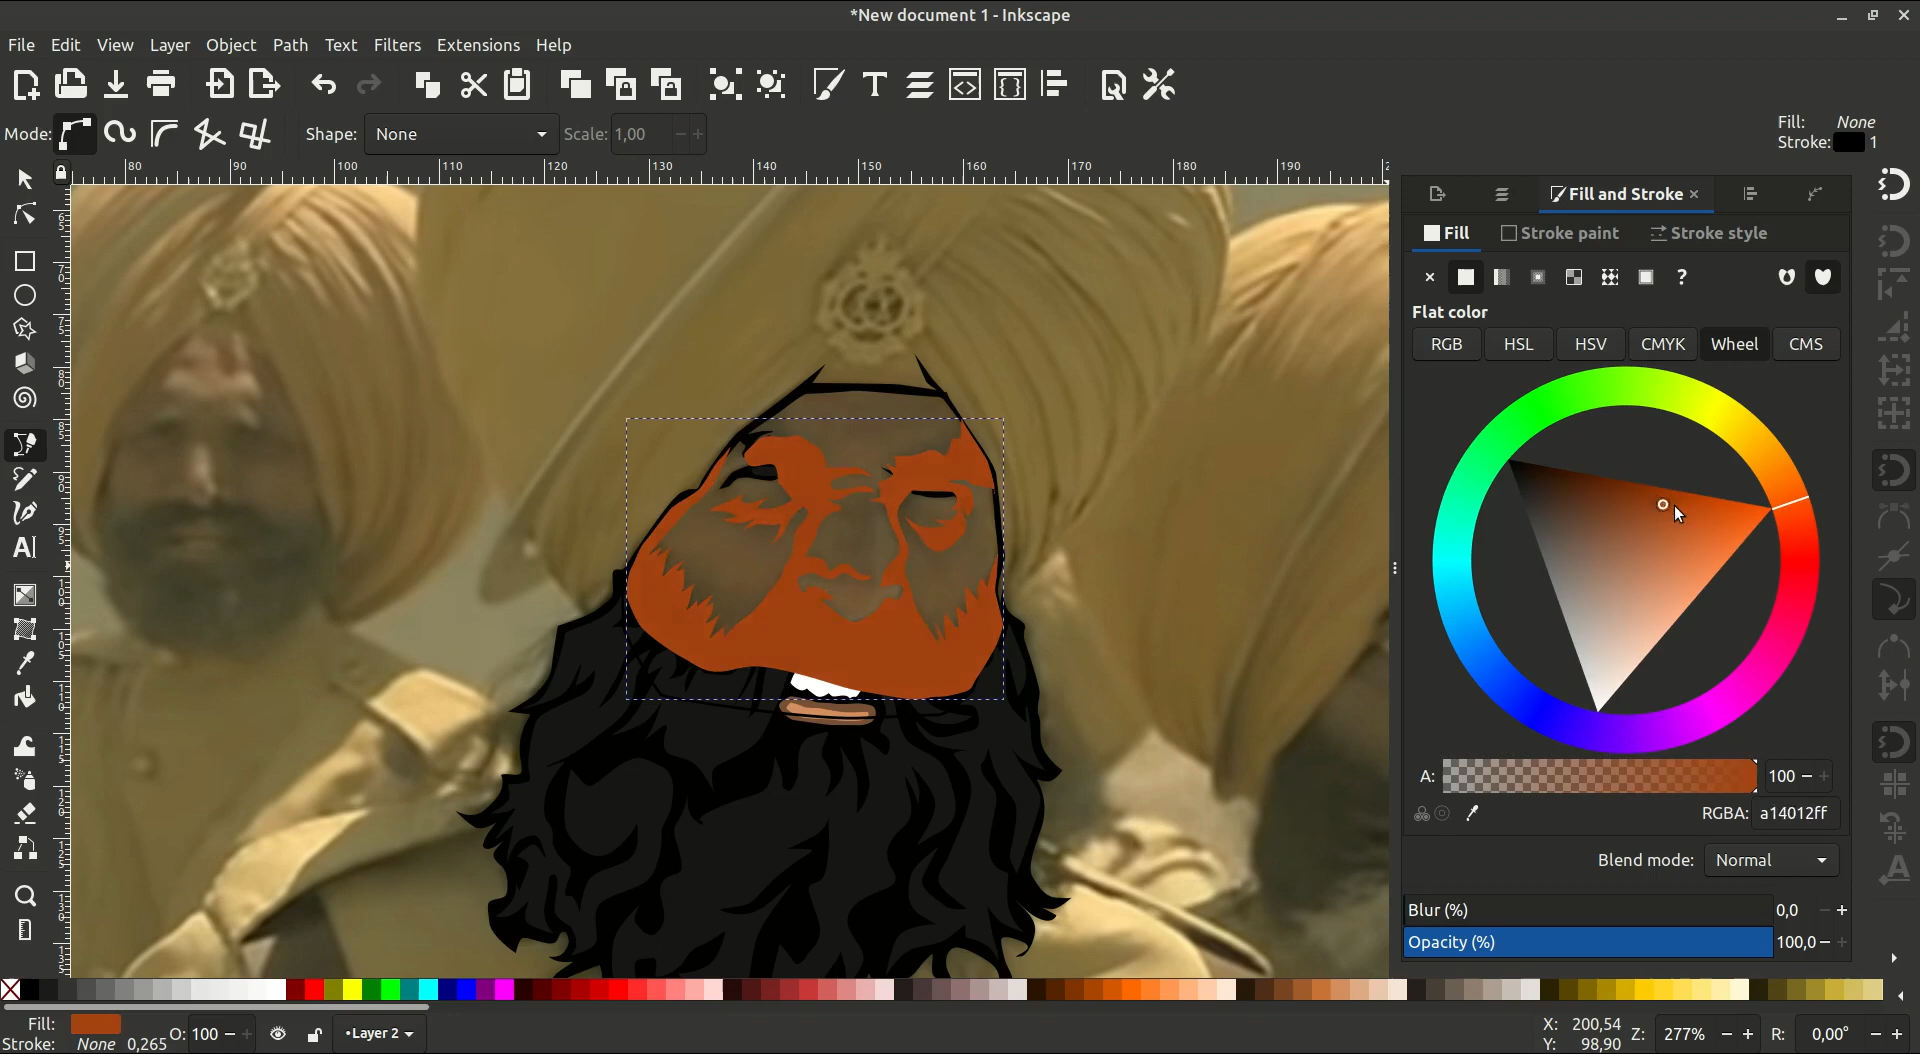 *New document 1 - Inkscape
File Edit View Layer Object Path Text Filters Extensions Help
Mode: Shape: None Scale: 1,00
Fill: None
Stroke: 1
80 90 100 110 120 130 140 150 160 170 180 190
Fill and Stroke
Fill Stroke paint Stroke style
?
Flat color
RGB HSL HSV CMYK Wheel CMS
A: 100
RGBA: a14012ff
Blend mode: Normal
Blur (%) 0,0
Opacity (%) 100,0
Fill: O: 100 •Layer 2
Stroke: None 0,265
X: 200,54 Z: 277% R: 0,00°
Y: 98,90